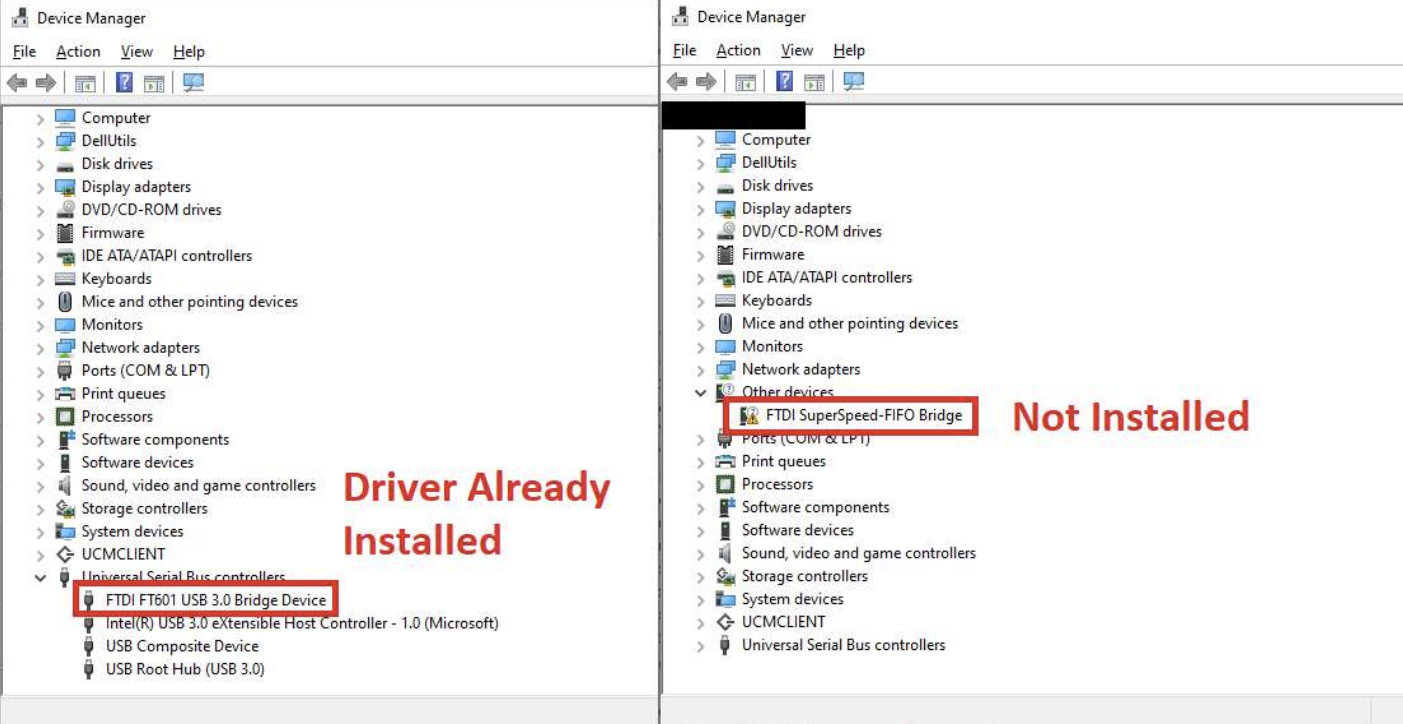 Device Manager
File Action View Help
Computer
DellUtils
Disk drives
Display adapters
DVD/CD-ROM drives
Firmware
IDE ATA/ATAPI controllers
Keyboards
Mice and other pointing devices
Monitors
Network adapters
Ports (COM & LPT)
Print queues
Processors
Software components
Software devices
Sound, video and game controllers
Storage controllers
System devices
UCMCLIENT
Universal Serial Bus controllers
FTDI FT601 USB 3.0 Bridge Device
Intel(R) USB 3.0 eXtensible Host Controller - 1.0 (Microsoft)
USB Composite Device
USB Root Hub (USB 3.0)
Driver Already
Installed
Device Manager
File Action View Help
Computer
DellUtils
Disk drives
Display adapters
DVD/CD-ROM drives
Firmware
IDE ATA/ATAPI controllers
Keyboards
Mice and other pointing devices
Monitors
Network adapters
Other devices
FTDI SuperSpeed-FIFO Bridge
Ports (COM & LPT)
Print queues
Processors
Software components
Software devices
Sound, video and game controllers
Storage controllers
System devices
UCMCLIENT
Universal Serial Bus controllers
Not Installed